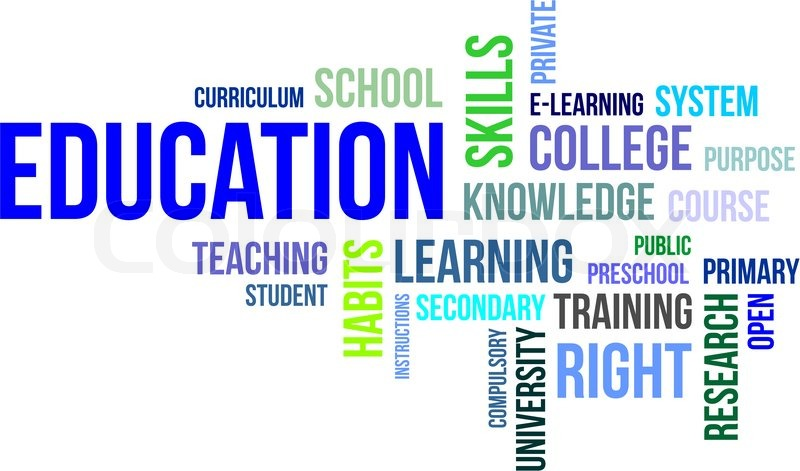 PRIVATE
SKILLS
CURRICULUM
SCHOOL
E-LEARNING
SYSTEM
EDUCATION
COLLEGE
PURPOSE
KNOWLEDGE
COURSE
TEACHING
HABITS
LEARNING
PUBLIC
PRESCHOOL
PRIMARY
STUDENT
INSTRUCTIONS
SECONDARY
TRAINING
RESEARCH
OPEN
COMPULSORY
UNIVERSITY
RIGHT
colourbox